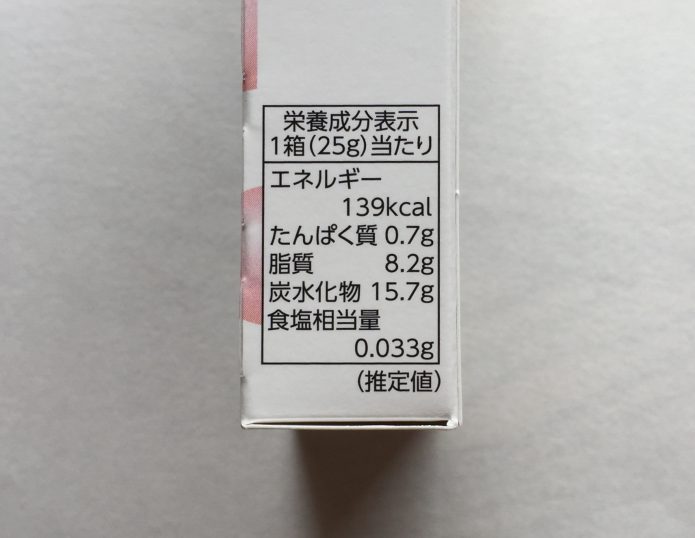 栄養成分表示
1箱(25g)当たり
エネルギー
139kcal
たんぱく質 0.7g
脂質 8.2g
炭水化物 15.7g
食塩相当量
0.033g
(推定値)